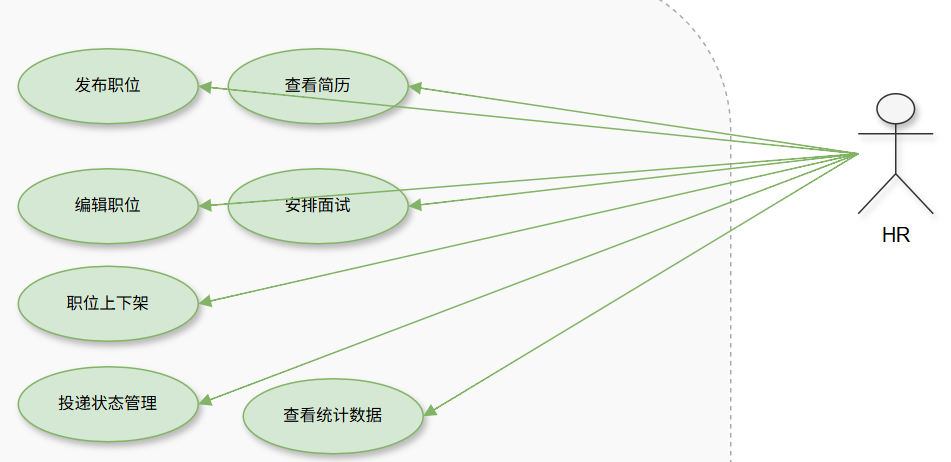 发布职位
查看简历
编辑职位
安排面试
职位上下架
投递状态管理
查看统计数据
HR